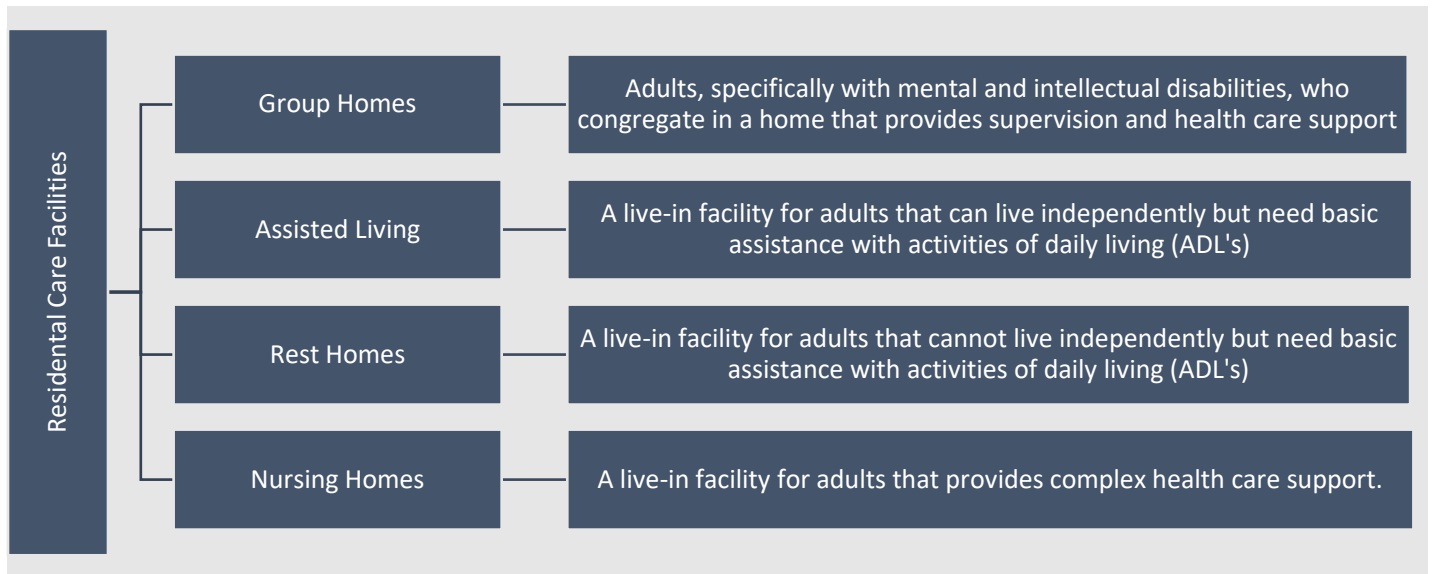 Residental Care Facilities
Group Homes
Adults, specifically with mental and intellectual disabilities, who
congregate in a home that provides supervision and health care support
Assisted Living
A live-in facility for adults that can live independently but need basic
assistance with activities of daily living (ADL's)
Rest Homes
A live-in facility for adults that cannot live independently but need basic
assistance with activities of daily living (ADL's)
Nursing Homes
A live-in facility for adults that provides complex health care support.